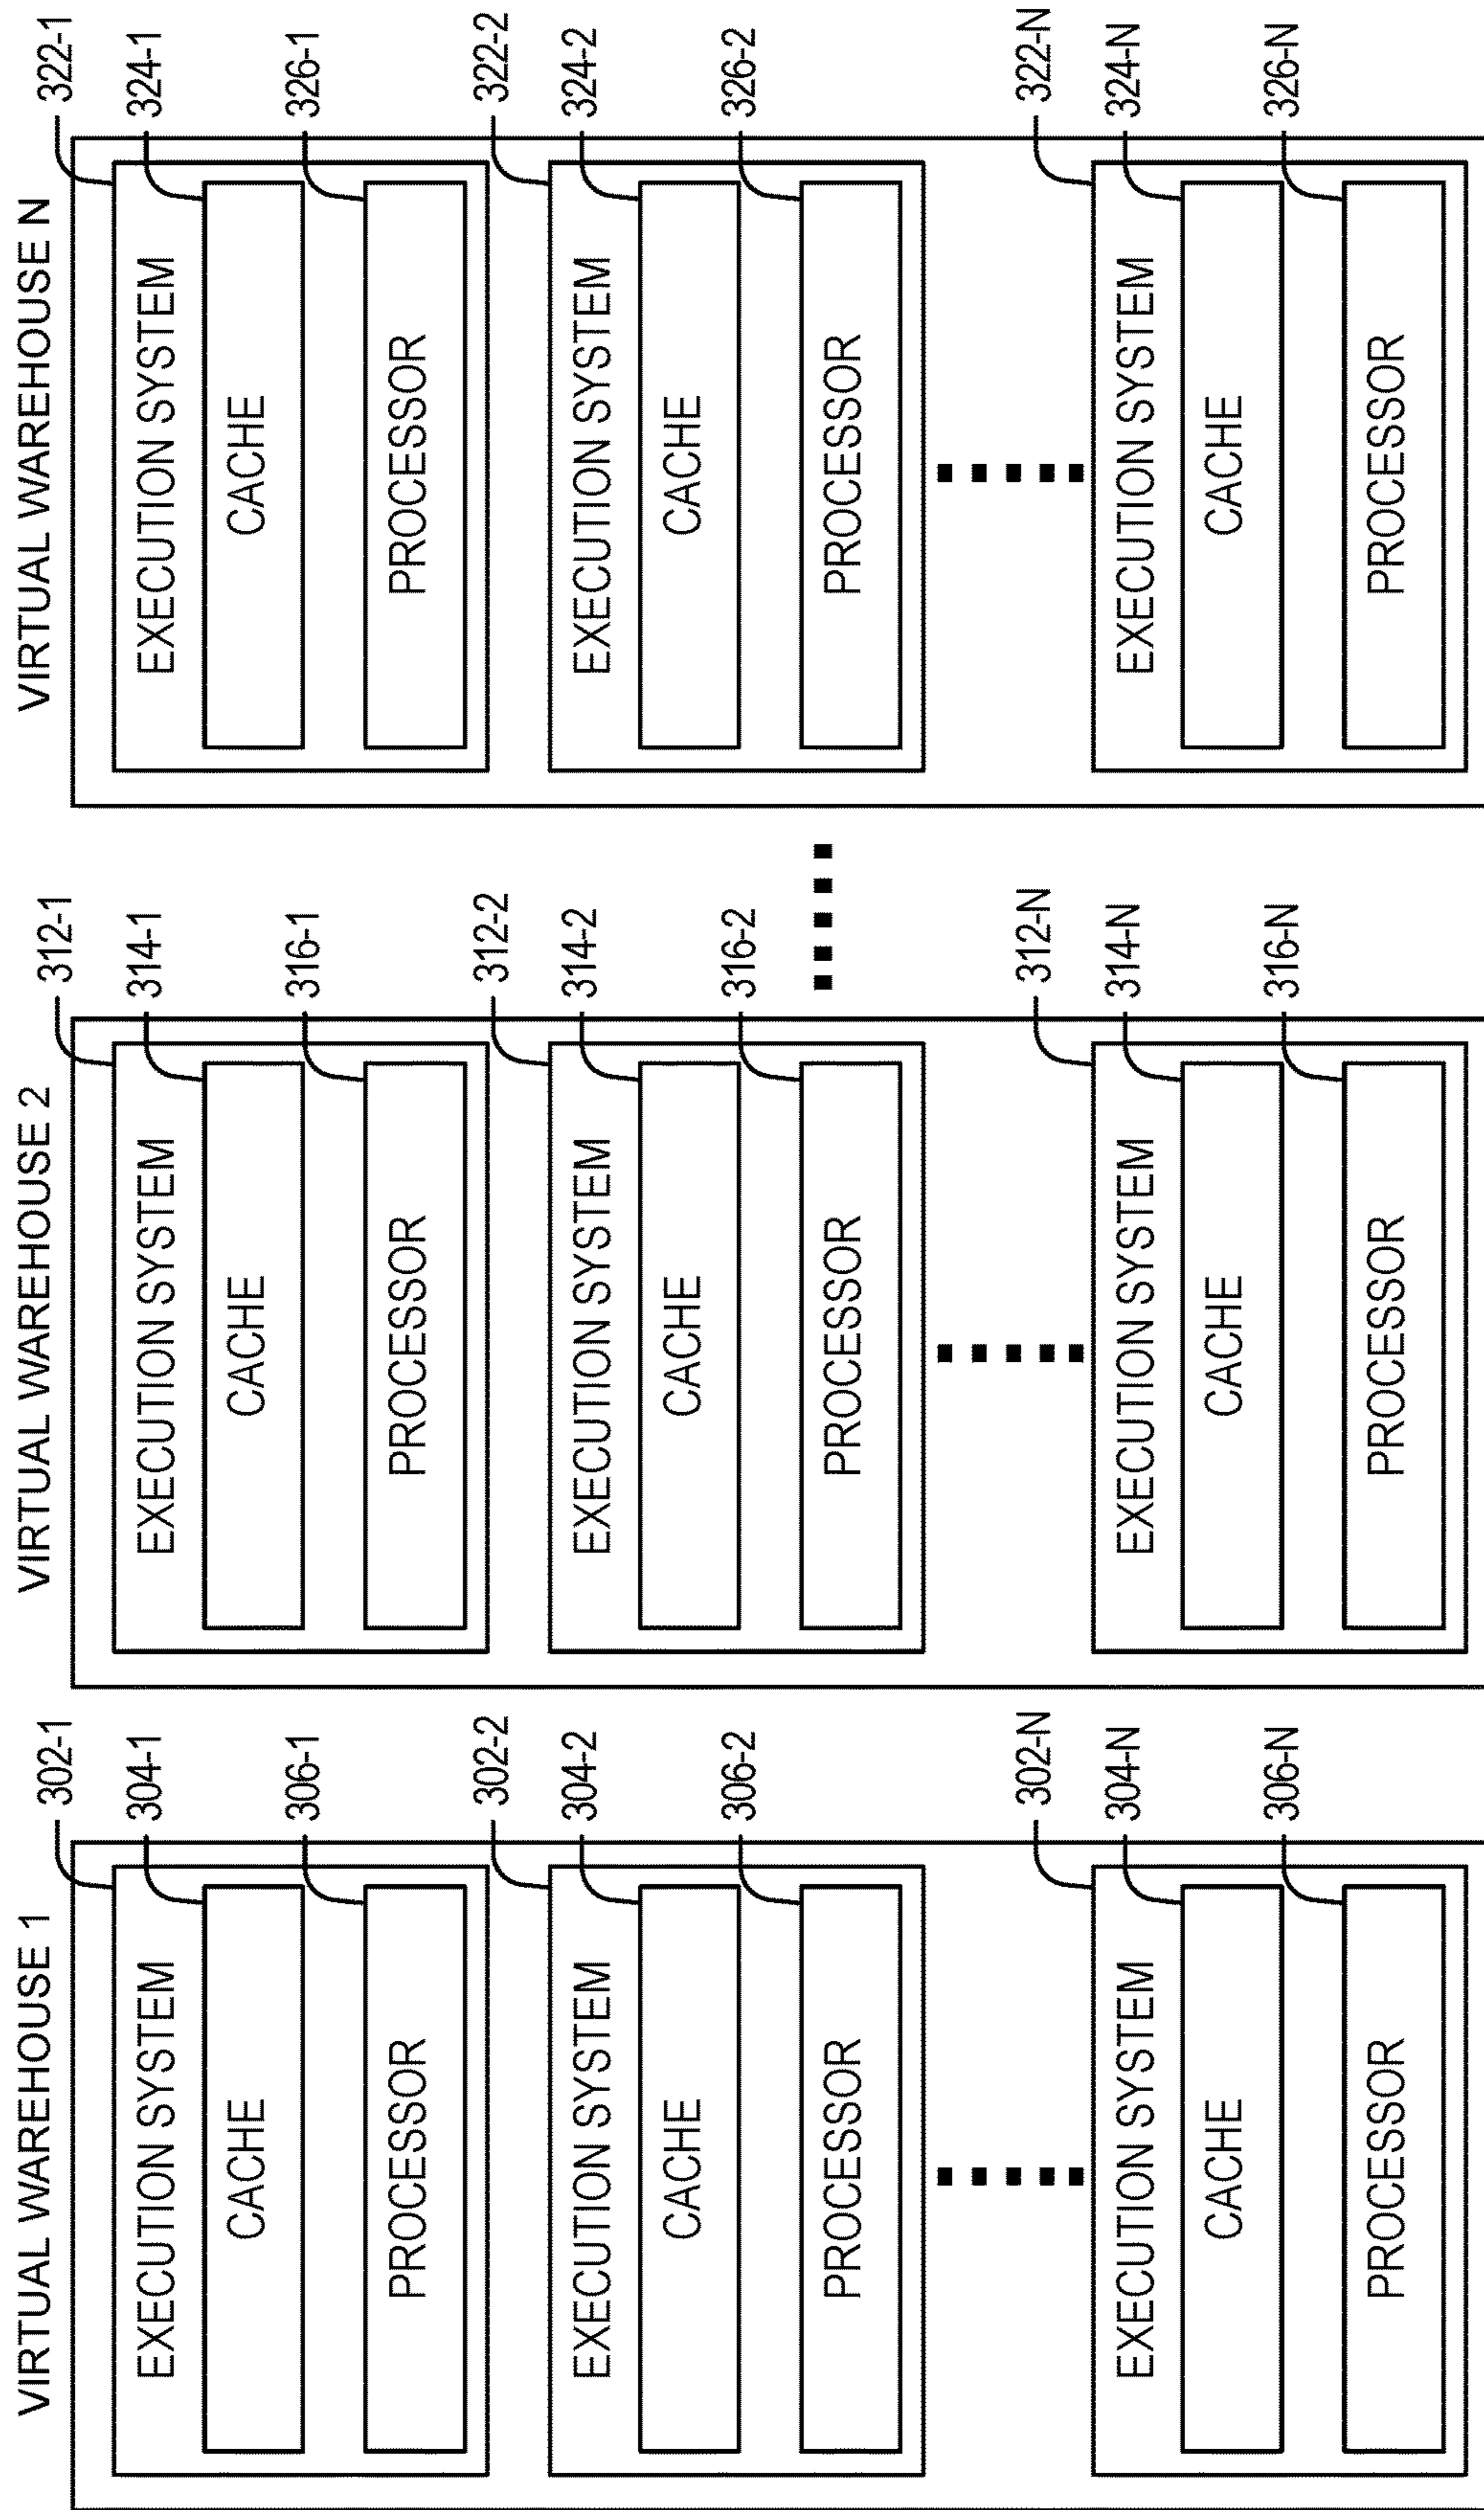 VIRTUAL WAREHOUSE 1
302-1
EXECUTION SYSTEM
304-1
CACHE
306-1
PROCESSOR
302-2
EXECUTION SYSTEM
304-2
CACHE
306-2
PROCESSOR
302-N
EXECUTION SYSTEM
304-N
CACHE
306-N
PROCESSOR
VIRTUAL WAREHOUSE 2
312-1
EXECUTION SYSTEM
314-1
CACHE
316-1
PROCESSOR
312-2
EXECUTION SYSTEM
314-2
CACHE
316-2
PROCESSOR
312-N
EXECUTION SYSTEM
314-N
CACHE
316-N
PROCESSOR
VIRTUAL WAREHOUSE N
322-1
EXECUTION SYSTEM
324-1
CACHE
326-1
PROCESSOR
322-2
EXECUTION SYSTEM
324-2
CACHE
326-2
PROCESSOR
322-N
EXECUTION SYSTEM
324-N
CACHE
326-N
PROCESSOR